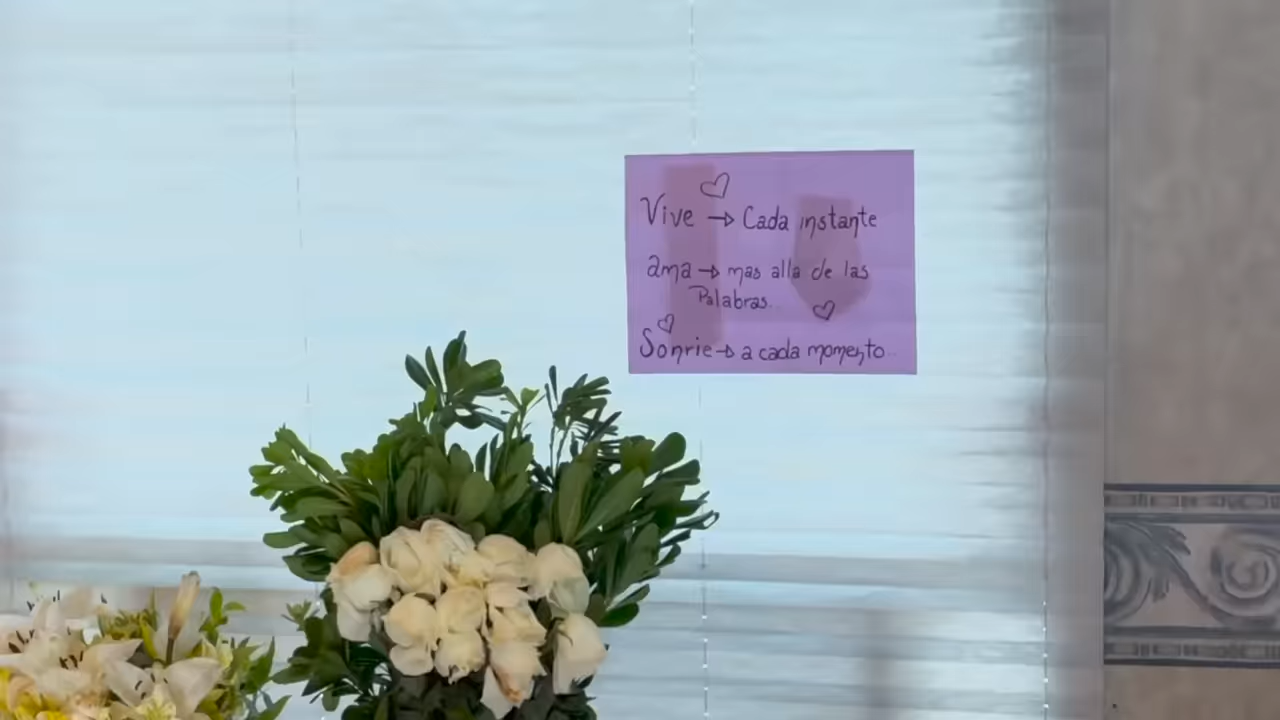 Vive → Cada instante
ama → mas alla de las
Palabras..
Sonrie → a cada momento..